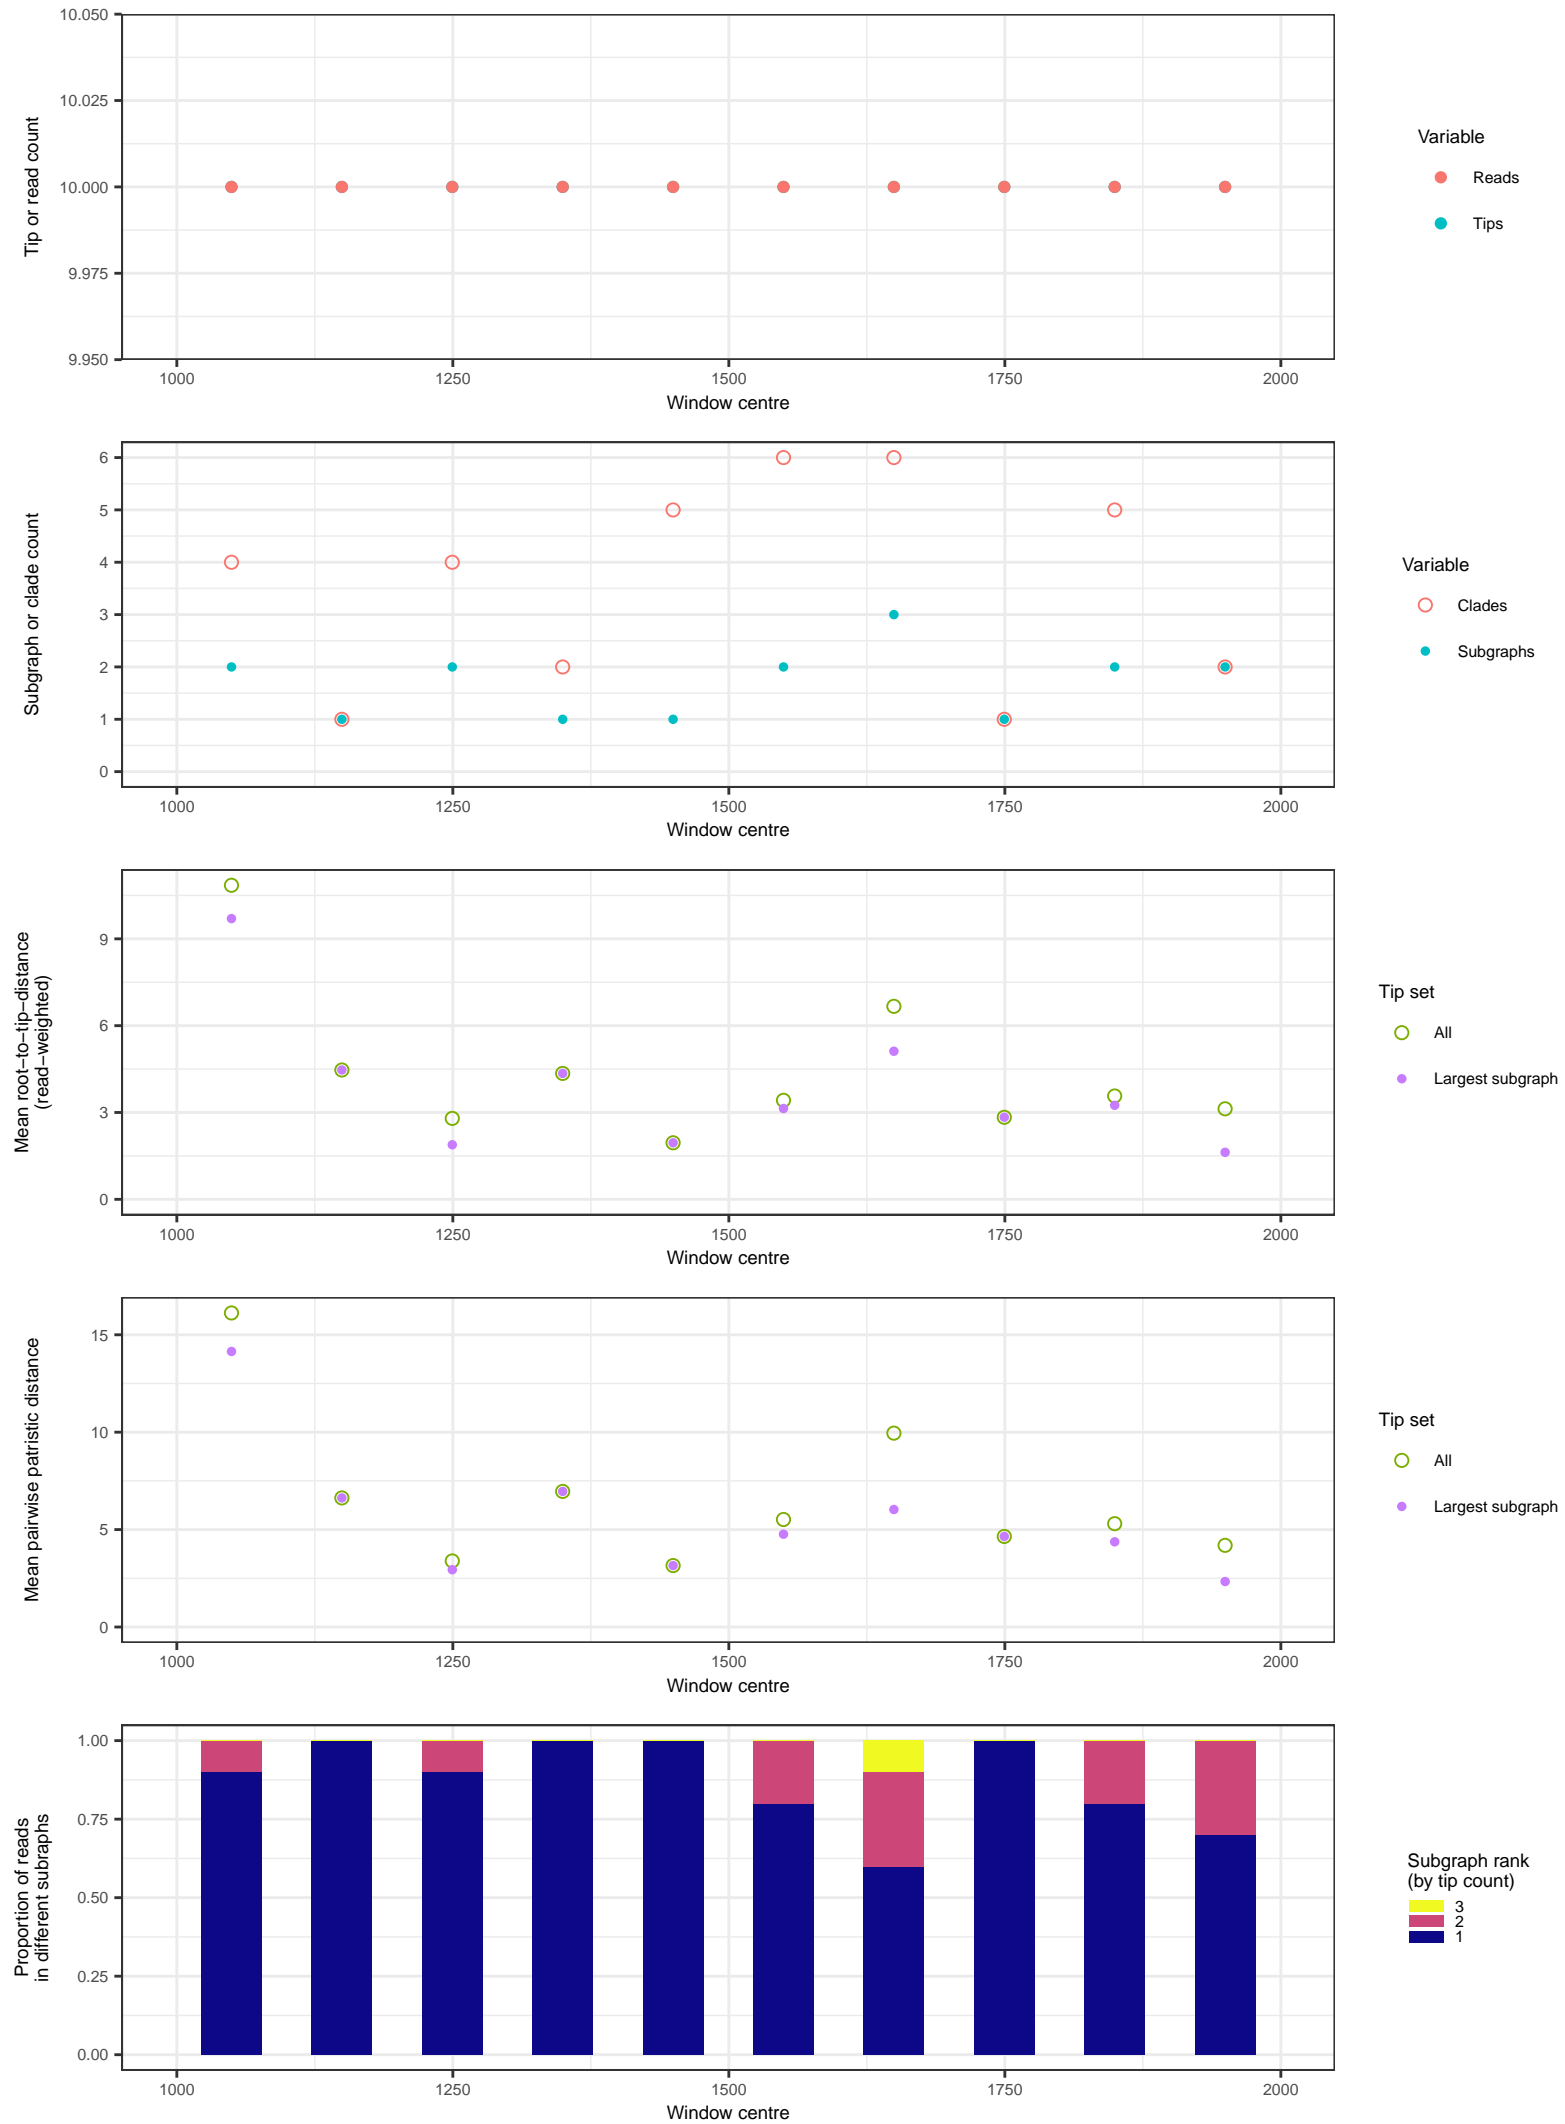 10.050
10.025
10.000
9.975
9.950
Tip or read count
1000 1250 1500 1750 2000
Window centre
Variable
Reads
Tips
6
5
4
3
2
1
0
Subgraph or clade count
1000 1250 1500 1750 2000
Window centre
Variable
Clades
Subgraphs
9
6
3
0
Mean root−to−tip−distance
(read−weighted)
1000 1250 1500 1750 2000
Window centre
Tip set
All
Largest subgraph
15
10
5
0
Mean pairwise patristic distance
1000 1250 1500 1750 2000
Window centre
Tip set
All
Largest subgraph
1.00
0.75
0.50
0.25
0.00
Proportion of reads
in different subraphs
1000 1250 1500 1750 2000
Window centre
Subgraph rank
(by tip count)
3
2
1